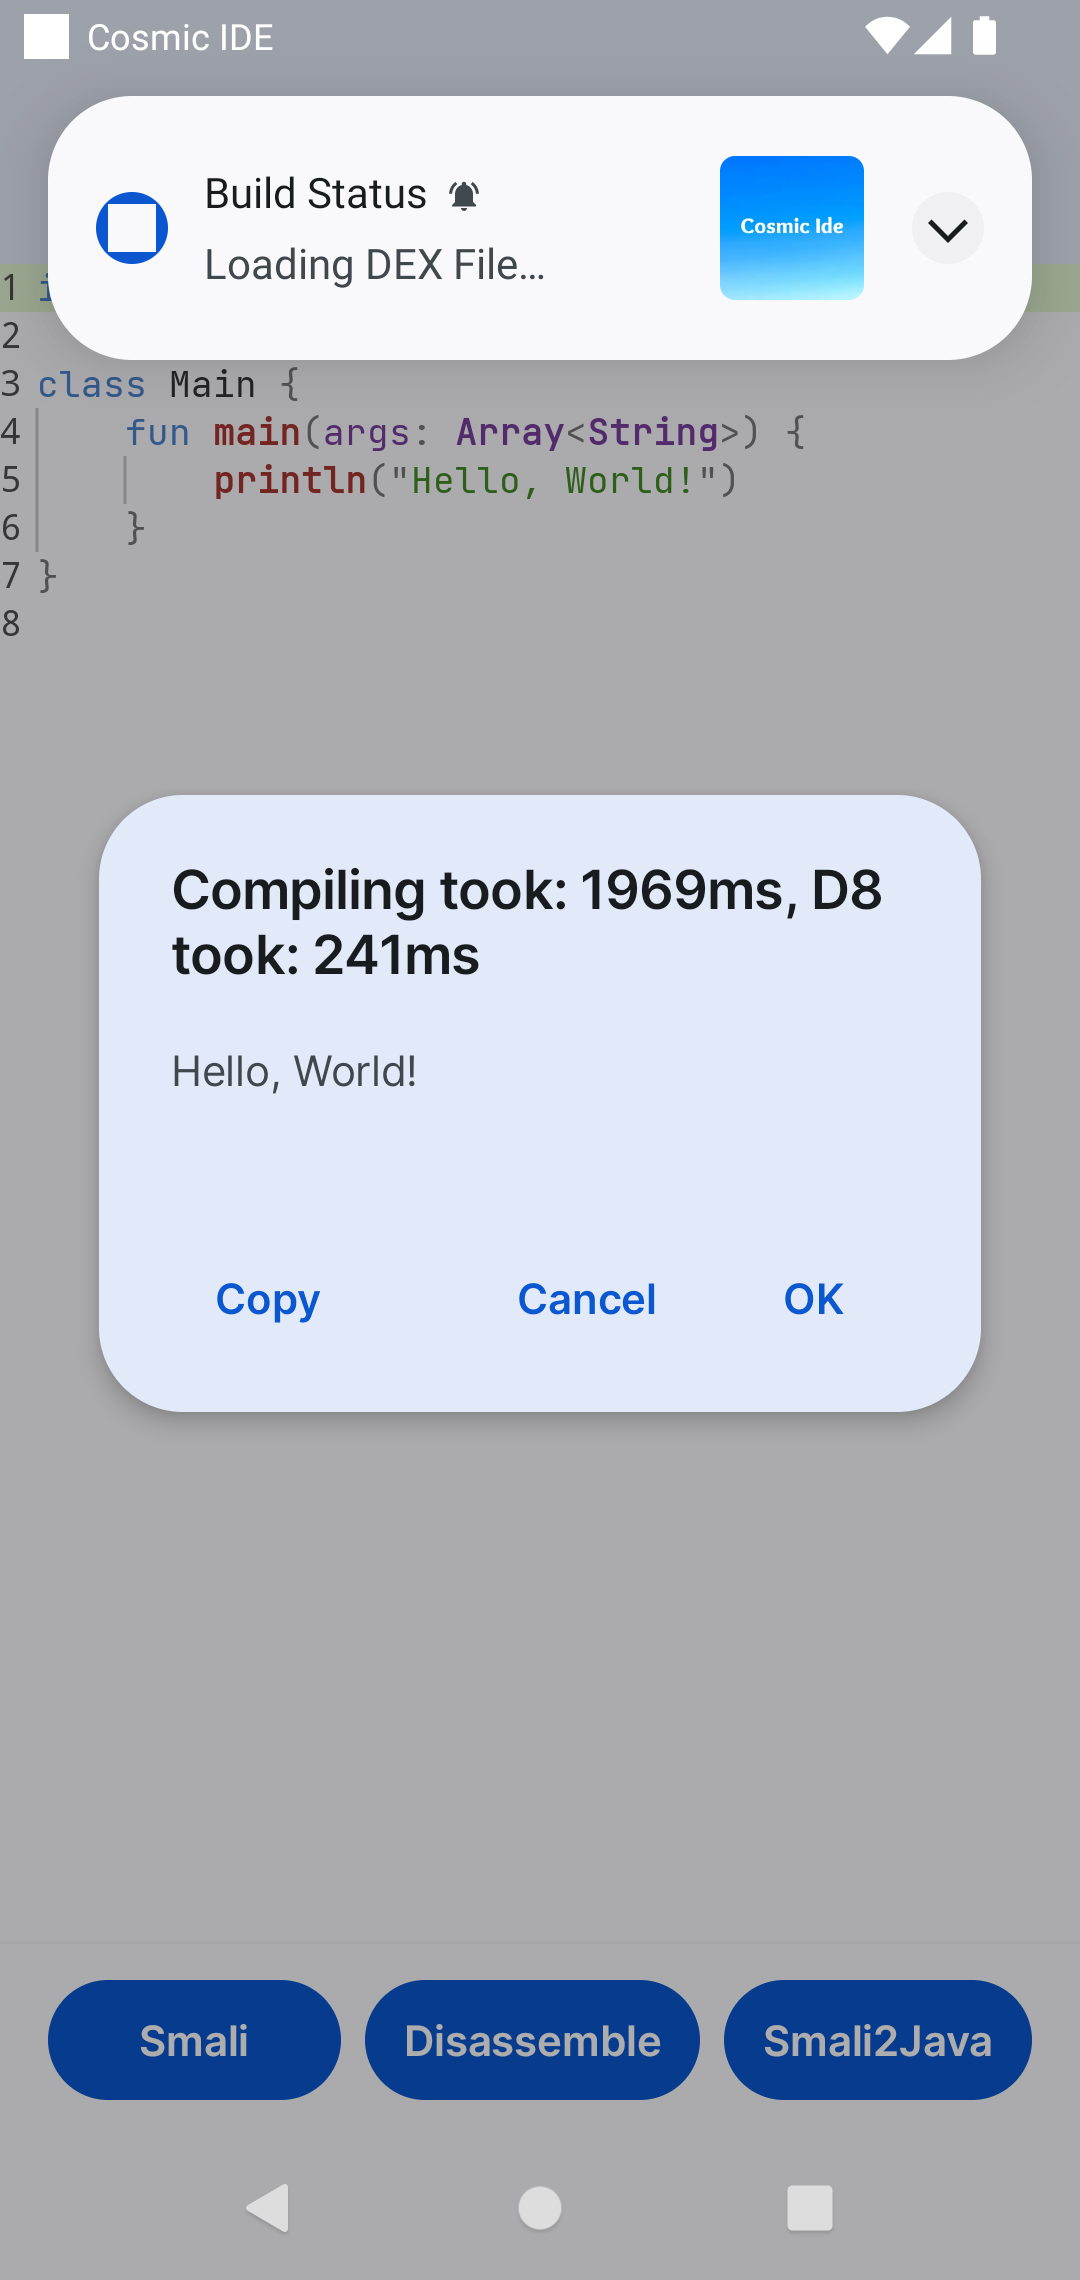 Cosmic IDE
Build Status
Loading DEX File...
Cosmic Ide
1
2
3 class Main {
4 fun main(args: Array<String>) {
5 println("Hello, World!")
6 }
7 }
8
Compiling took: 1969ms, D8
took: 241ms
Hello, World!
Copy Cancel OK
Smali Disassemble Smali2Java